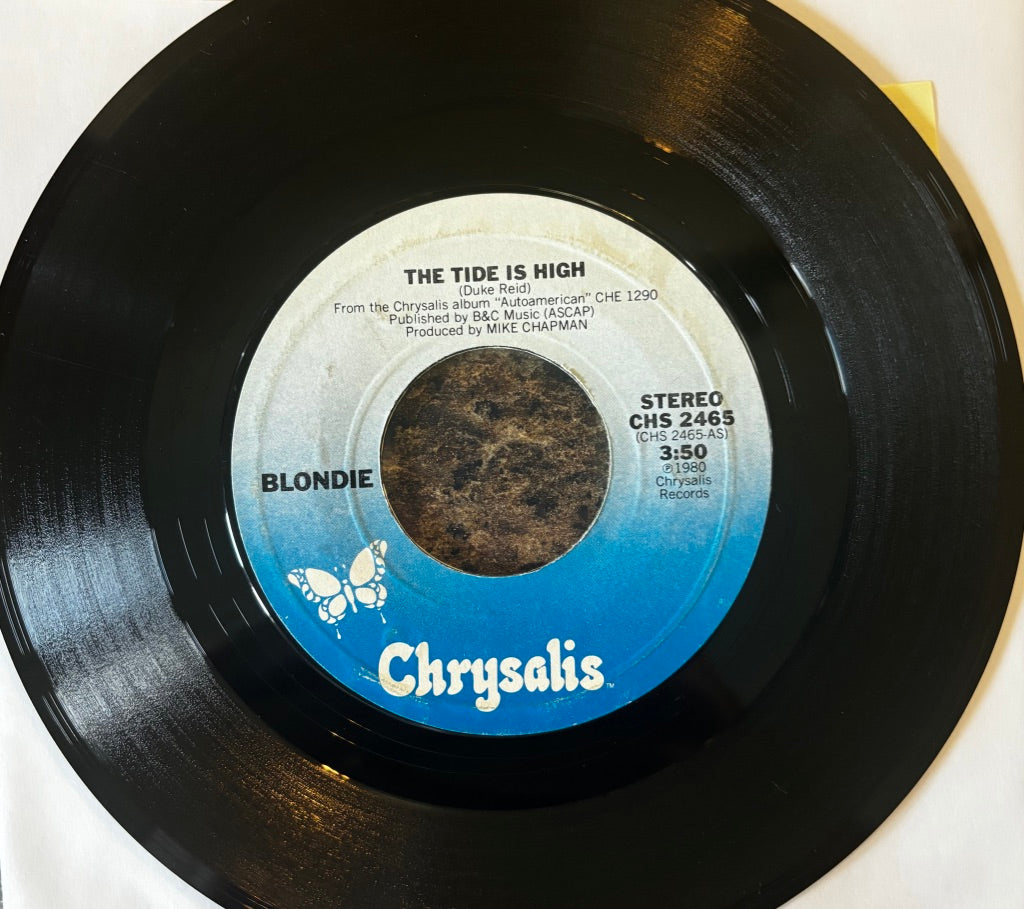 THE TIDE IS HIGH
(Duke Reid)
From the Chrysalis album "Autoamerican" CHE 1290
Published by B&C Music (ASCAP)
Produced by MIKE CHAPMAN
STEREO
CHS 2465
(CHS 2465-AS)
3:50
℗1980
Chrysalis
Records
BLONDIE
Chrysalis™